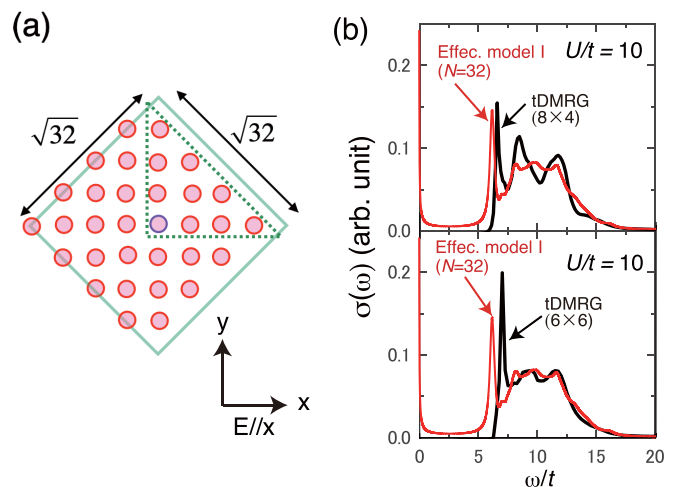 (a)
√32
√32
y
x
E//x
(b)
σ(ω) (arb. unit)
0.2
0.1
0.0
Effec. model I
(N=32)
U/t = 10
tDMRG
(8×4)
0.2
0.1
0.0
Effec. model I
(N=32)
U/t = 10
tDMRG
(6×6)
0
5
10
15
20
ω/t